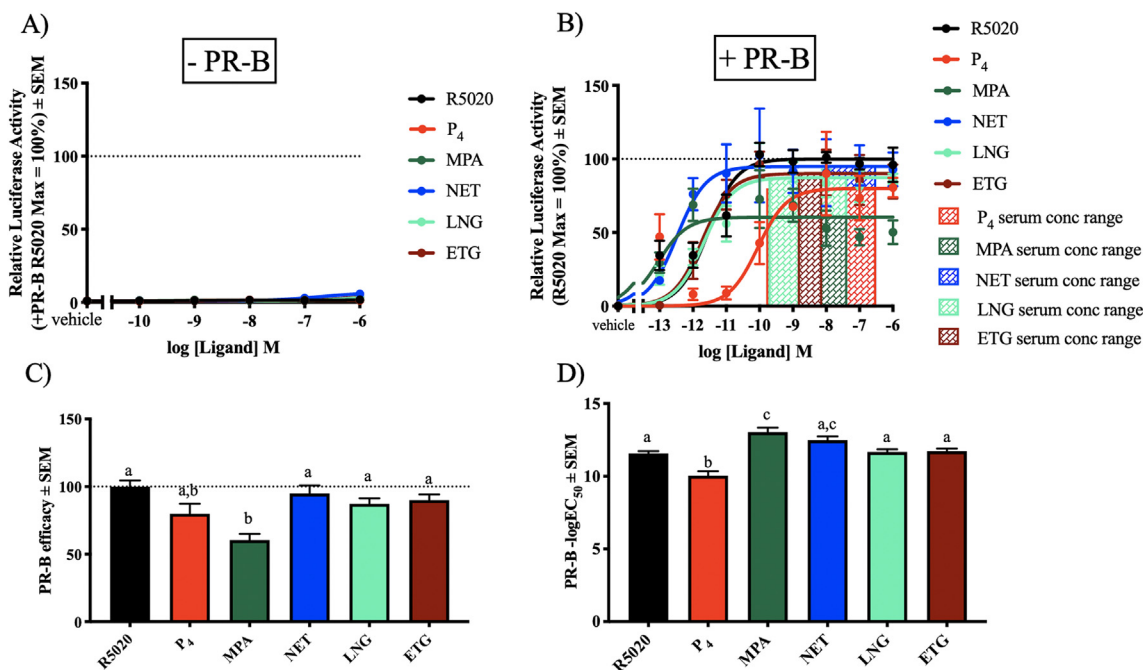 A)
- PR-B
Relative Luciferase Activity
(+PR-B R5020 Max = 100%) ± SEM
150
100
50
0
vehicle
-10
-9
-8
-7
-6
log [Ligand] M
R5020
P4
MPA
NET
LNG
ETG
B)
+ PR-B
Relative Luciferase Activity
(R5020 Max = 100%) ± SEM
150
100
50
0
vehicle
-13
-12
-11
-10
-9
-8
-7
-6
log [Ligand] M
R5020
P4
MPA
NET
LNG
ETG
P4 serum conc range
MPA serum conc range
NET serum conc range
LNG serum conc range
ETG serum conc range
C)
PR-B efficacy ± SEM
150
100
50
0
a
a,b
b
a
a
a
R5020
P4
MPA
NET
LNG
ETG
D)
PR-B -logEC50 ± SEM
15
10
5
0
a
b
c
a,c
a
a
R5020
P4
MPA
NET
LNG
ETG